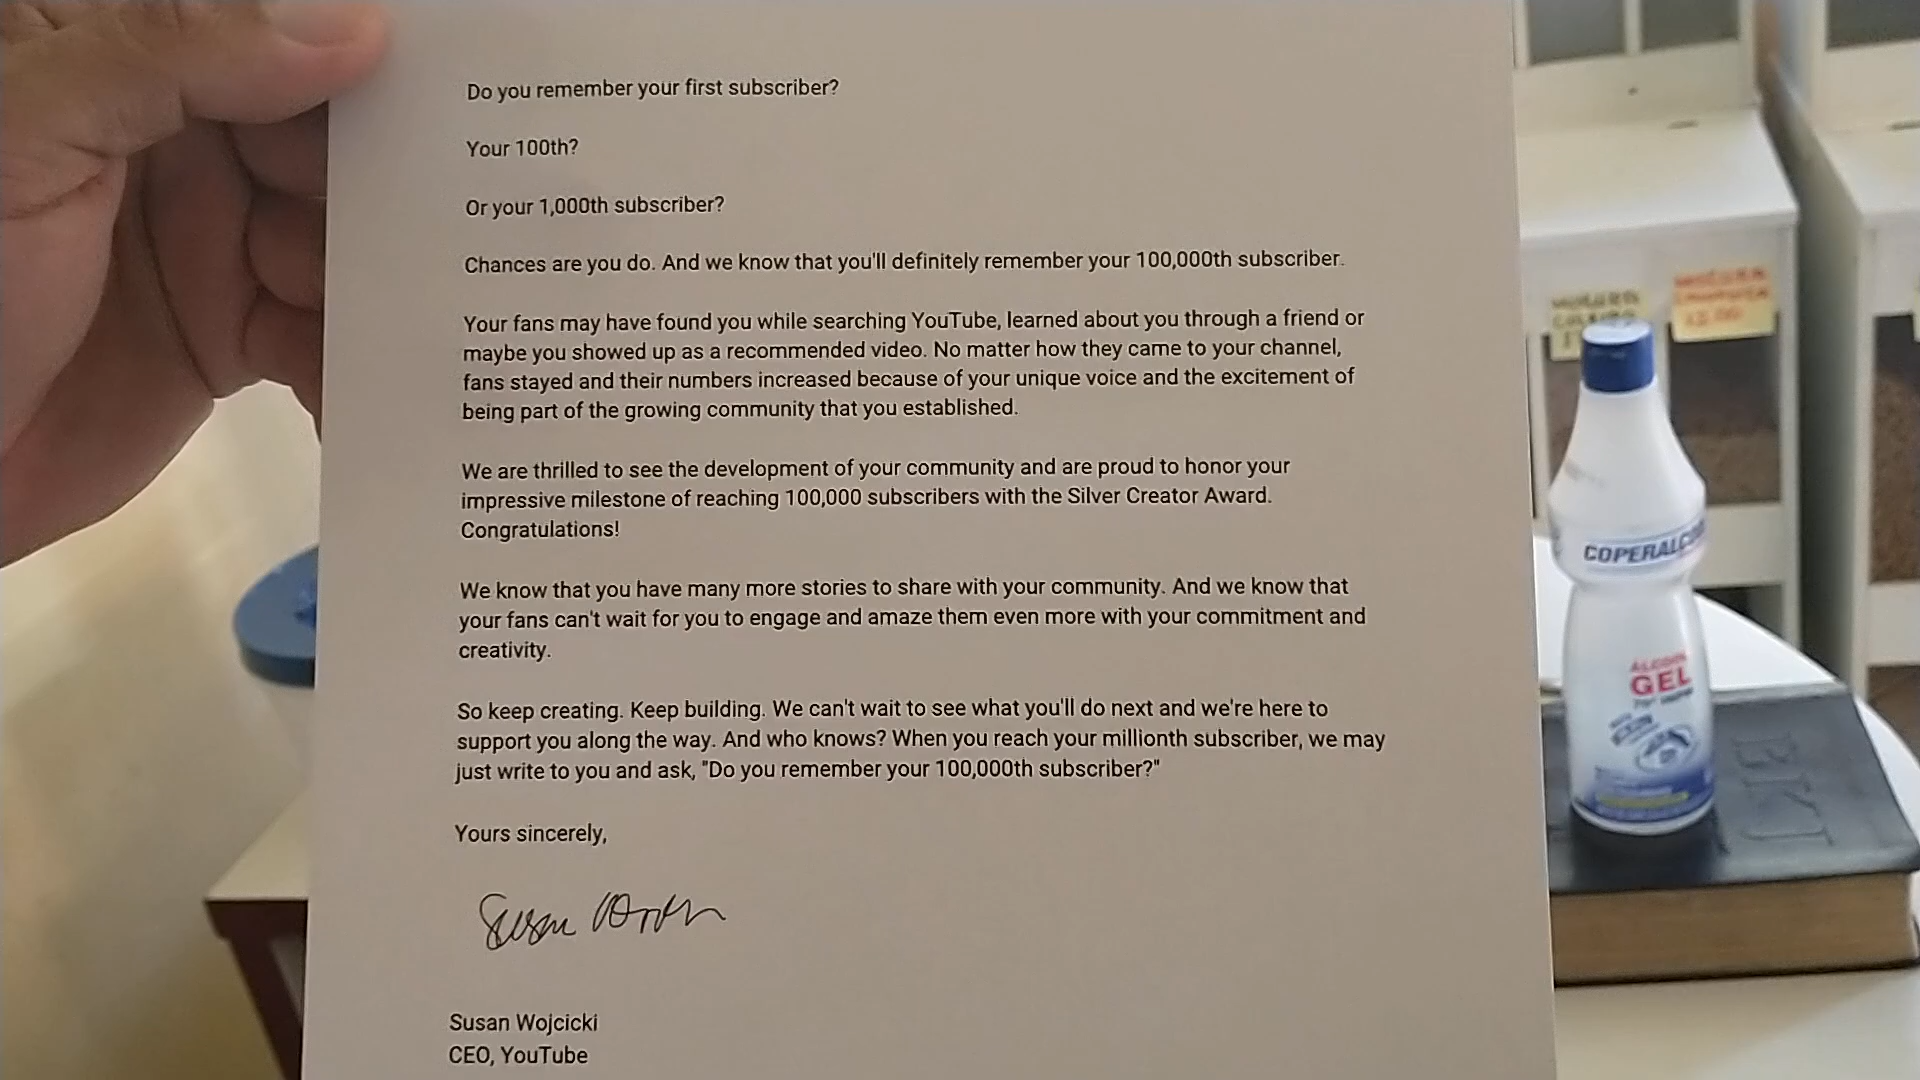 Do you remember your first subscriber?
Your 100th?
Or your 1,000th subscriber?
Chances are you do. And we know that you'll definitely remember your 100,000th subscriber.
Your fans may have found you while searching YouTube, learned about you through a friend or
maybe you showed up as a recommended video. No matter how they came to your channel,
fans stayed and their numbers increased because of your unique voice and the excitement of
being part of the growing community that you established.
We are thrilled to see the development of your community and are proud to honor your
impressive milestone of reaching 100,000 subscribers with the Silver Creator Award.
Congratulations!
We know that you have many more stories to share with your community. And we know that
your fans can't wait for you to engage and amaze them even more with your commitment and
creativity.
So keep creating. Keep building. We can't wait to see what you'll do next and we're here to
support you along the way. And who knows? When you reach your millionth subscriber, we may
just write to you and ask, "Do you remember your 100,000th subscriber?"
Yours sincerely,
Susan
Susan Wojcicki
CEO, YouTube
COPERALCO
GEL